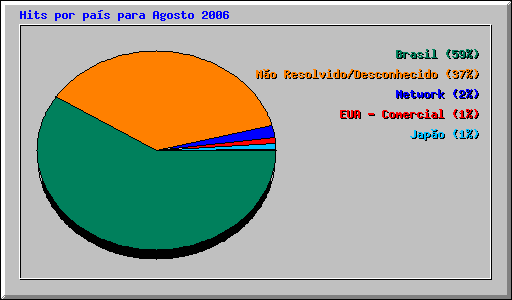 Hits por país para Agosto 2006
Brasil (59%)
Não Resolvido/Desconhecido (37%)
Network (2%)
EUA - Comercial (1%)
Japão (1%)